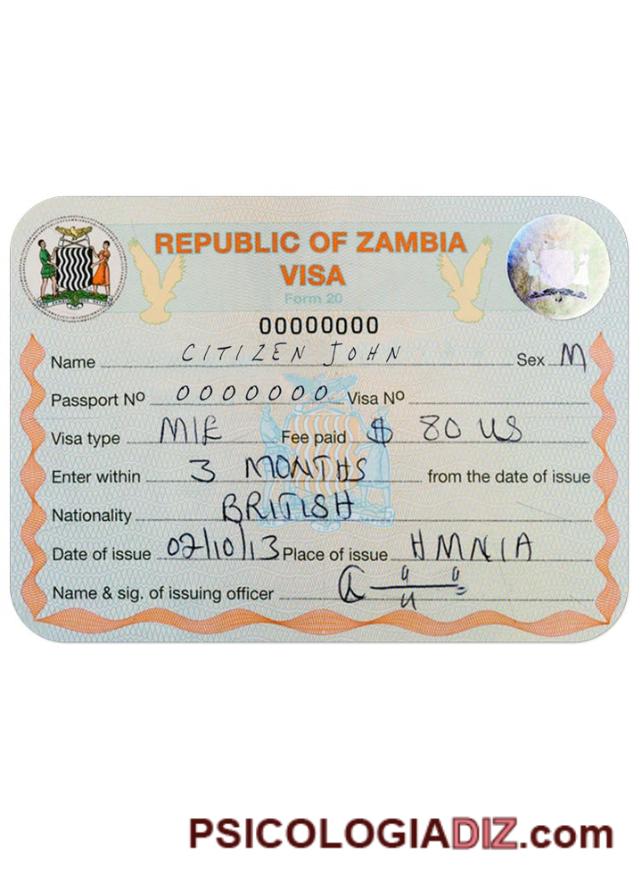 REPUBLIC OF ZAMBIA
VISA
Form 20
00000000
Name CITIZEN JOHN Sex M
Passport Nº 0000000 Visa Nº
Visa type MIE Fee paid $ 80 US
Enter within 3 MONTHS from the date of issue
Nationality BRITISH
Date of issue 02/10/13 Place of issue HMNIA
Name & sig. of issuing officer
PSICOLOGIADIZ.com